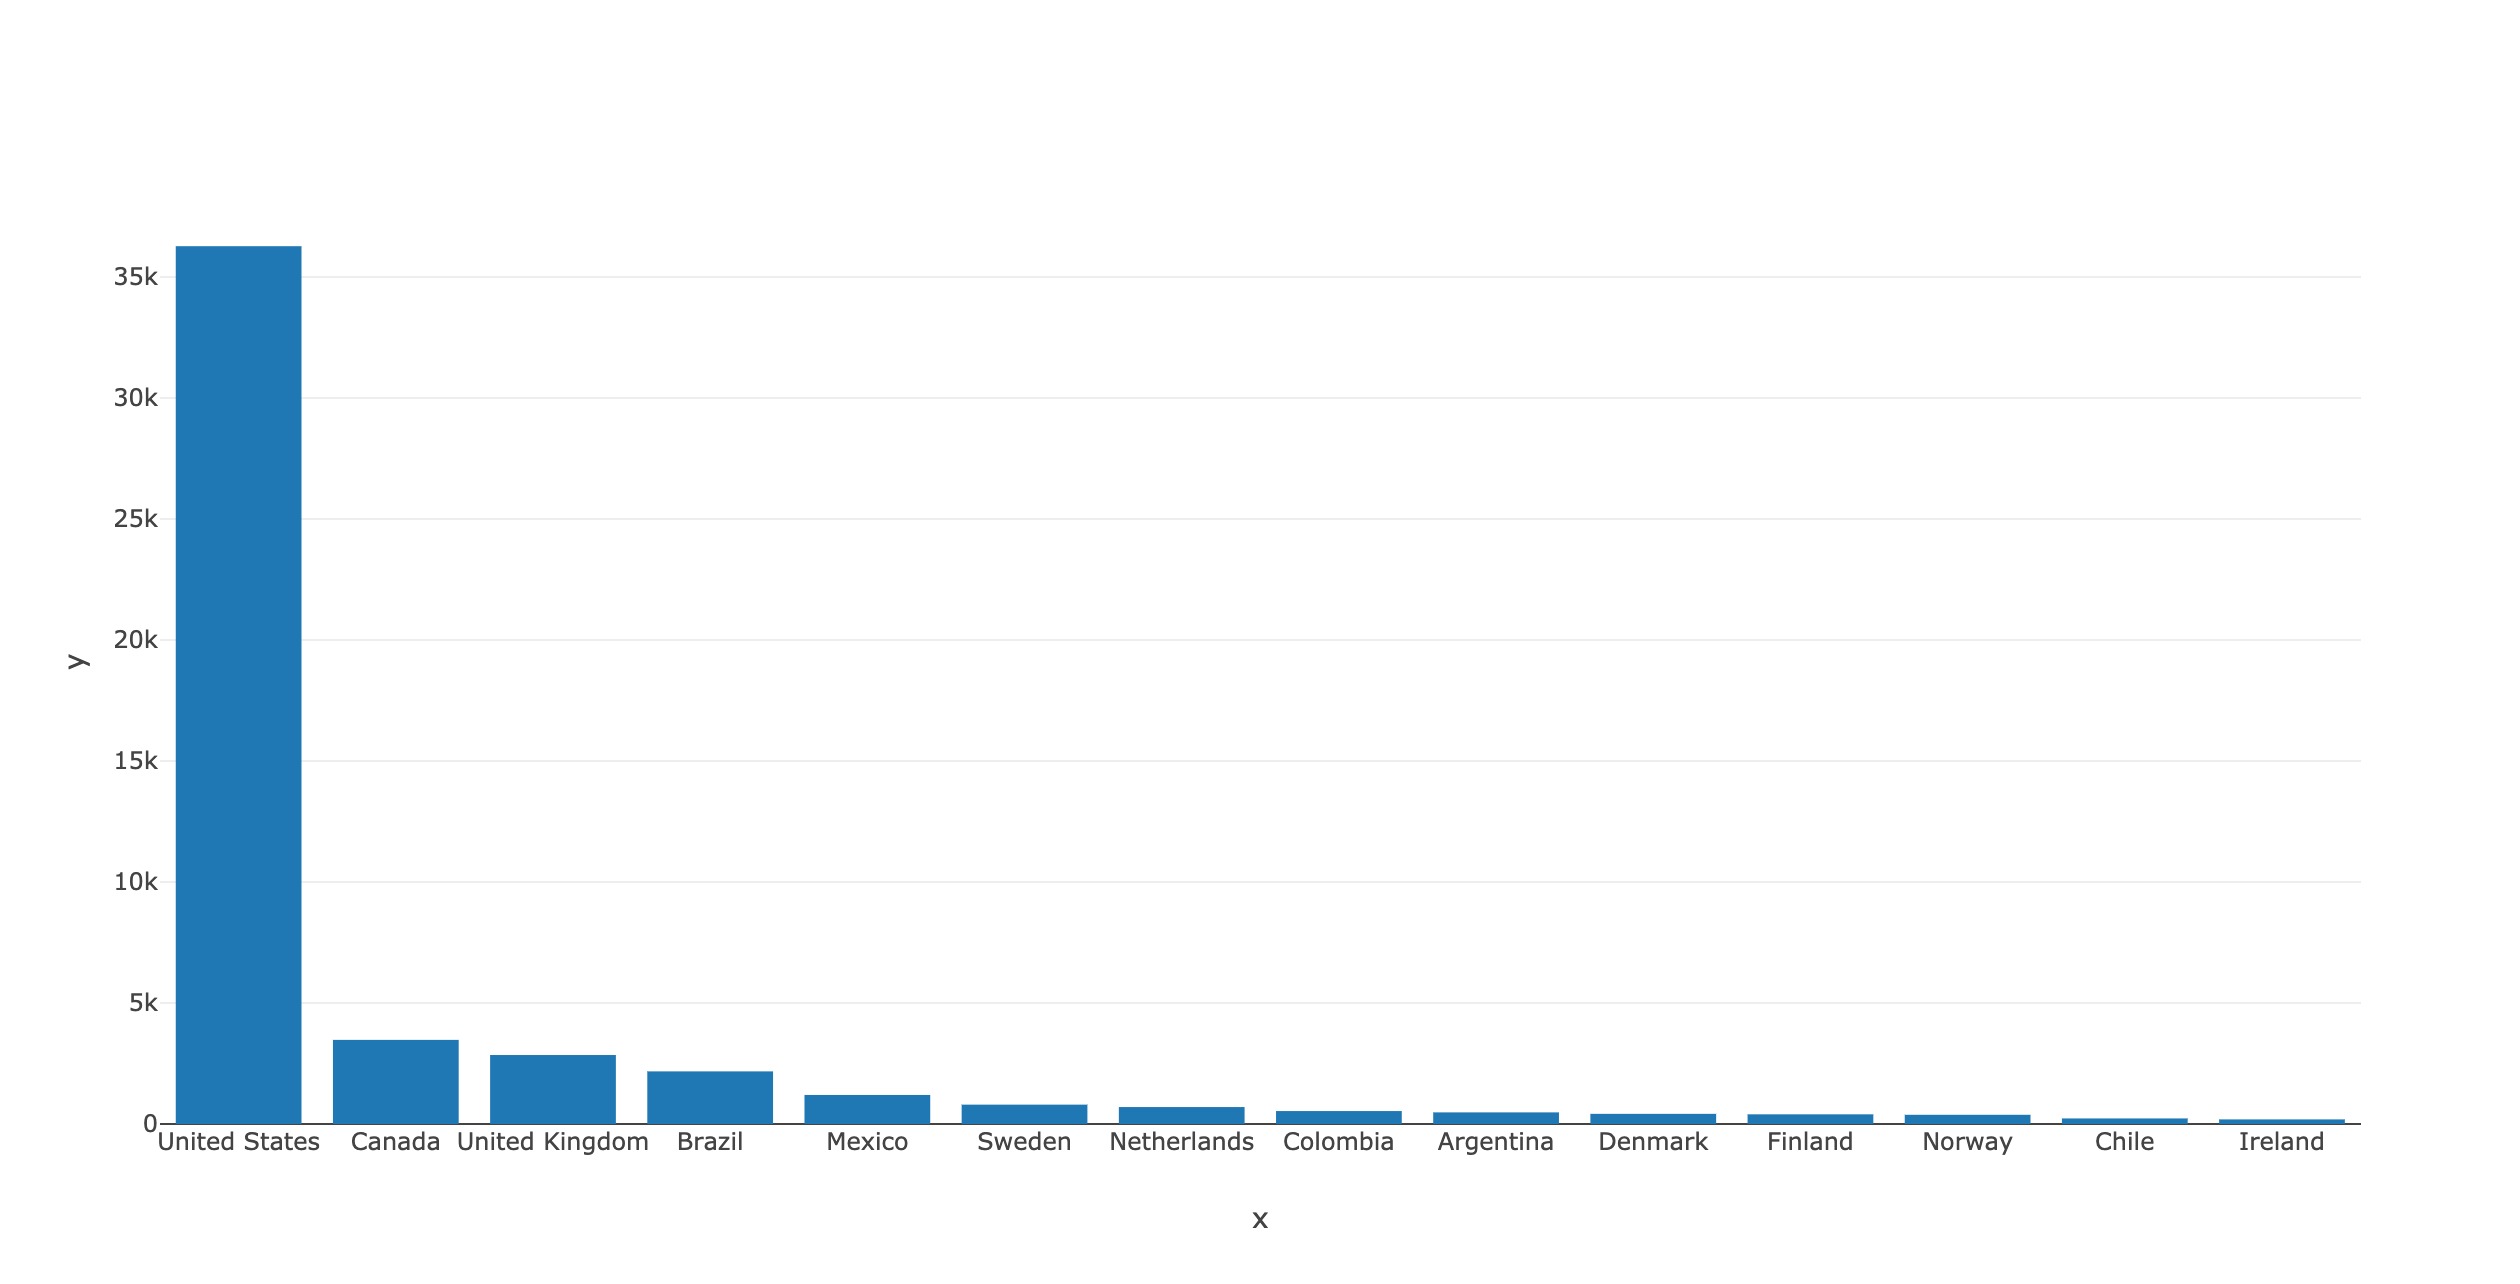 35k
30k
25k
20k
15k
10k
5k
0
y
United States Canada United Kingdom Brazil Mexico Sweden Netherlands Colombia Argentina Denmark Finland Norway Chile Ireland
x